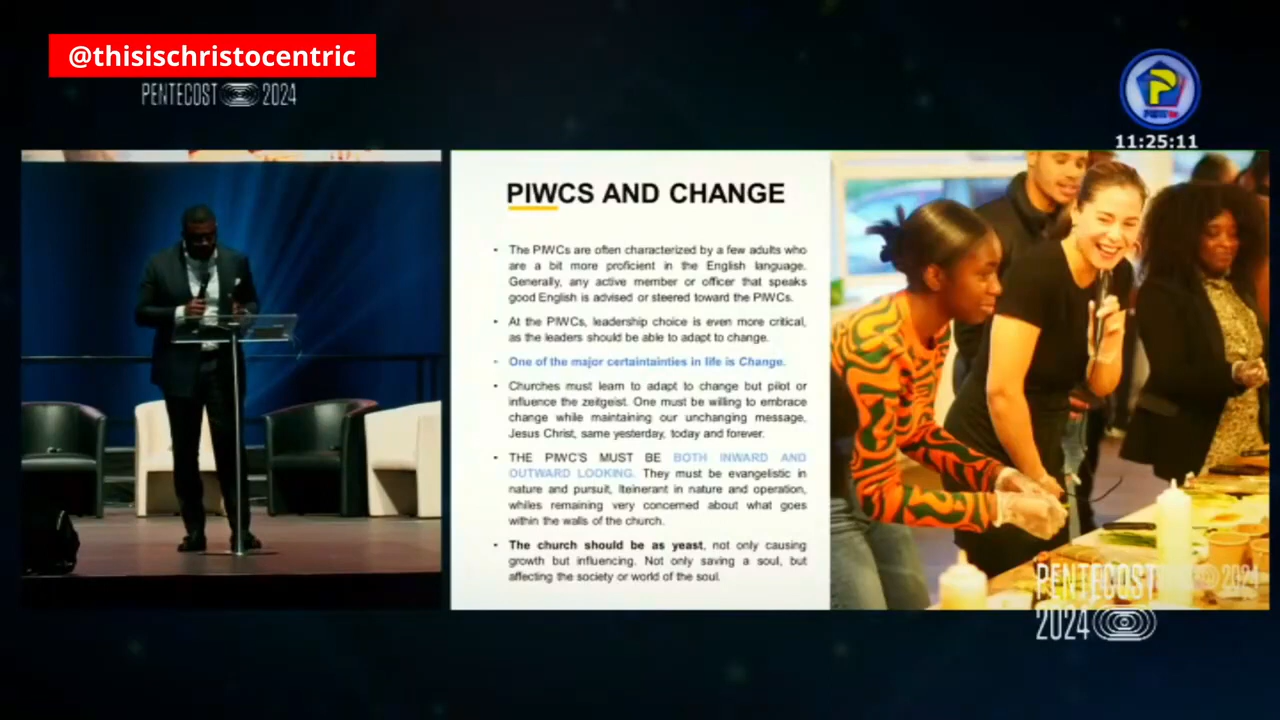 @thisischristocentric
PENTECOST 2024
11:25:11
PIWCS AND CHANGE
• The PIWCs are often characterized by a few adults who
are a bit more proficient in the English language.
Generally, any active member or officer that speaks
good English is advised or steered toward the PIWCs.
• At the PIWCs, leadership choice is even more critical,
as the leaders should be able to adapt to change.
• One of the major certaintainties in life is Change.
• Churches must learn to adapt to change but pilot or
influence the zeitgeist. One must be willing to embrace
change while maintaining our unchanging message,
Jesus Christ, same yesterday, today and forever.
• THE PIWC'S MUST BE BOTH INWARD AND
OUTWARD LOOKING. They must be evangelistic in
nature and pursuit, Iteinerant in nature and operation,
whiles remaining very concerned about what goes
within the walls of the church.
• The church should be as yeast, not only causing
growth but influencing. Not only saving a soul, but
affecting the society or world of the soul.
PENTECOST
2024
2024